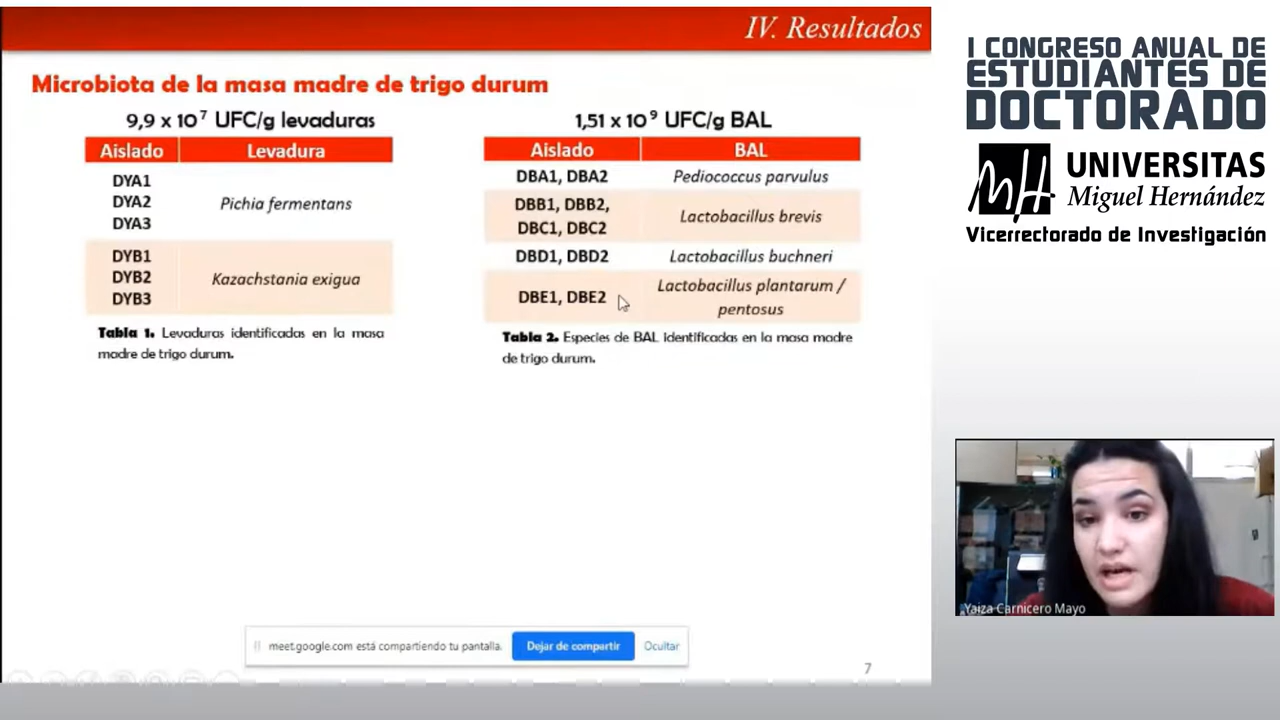 IV. Resultados
Microbiota de la masa madre de trigo durum
9,9 x 10⁷ UFC/g levaduras
Aislado Levadura
DYA1
DYA2
DYA3
Pichia fermentans
DYB1
DYB2
DYB3
Kazachstania exigua
Tabla 1. Levaduras identificadas en la masa
madre de trigo durum.
1,51 x 10⁹ UFC/g BAL
Aislado BAL
DBA1, DBA2 Pediococcus parvulus
DBB1, DBB2,
DBC1, DBC2
Lactobacillus brevis
DBD1, DBD2 Lactobacillus buchneri
DBE1, DBE2
Lactobacillus plantarum /
pentosus
Tabla 2. Especies de BAL identificadas en la masa madre
de trigo durum.
meet.google.com está compartiendo tu pantalla. Dejar de compartir Ocultar
7
I CONGRESO ANUAL DE
ESTUDIANTES DE
DOCTORADO
UNIVERSITAS
Miguel Hernández
Vicerrectorado de Investigación
Yaiza Carnicero Mayo